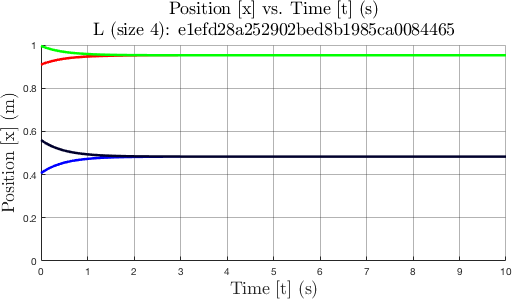 Position [x] vs. Time [t] (s)
L (size 4): e1efd28a252902bed8b1985ca0084465
Position [x] (m)
1
0.8
0.6
0.4
0.2
0
0 1 2 3 4 5 6 7 8 9 10
Time [t] (s)